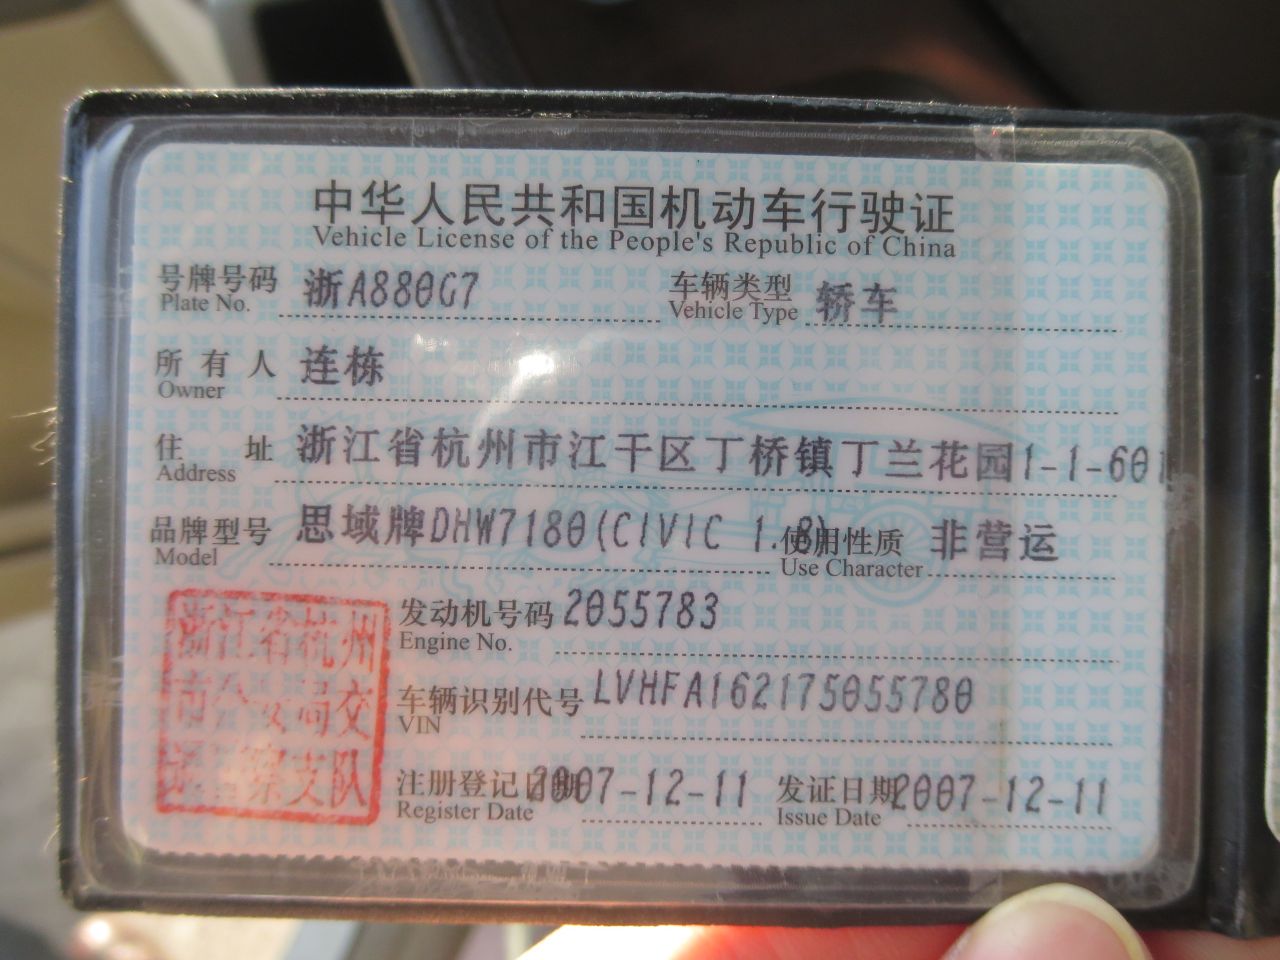 中华人民共和国机动车行驶证
Vehicle License of the People's Republic of China
号牌号码 浙A880G7 车辆类型 轿车
Plate No. Vehicle Type
所有人 连栋
Owner
住址 浙江省杭州市江干区丁桥镇丁兰花园1-1-601
Address
品牌型号 思域牌DHW7180(CIVIC 1.8) 使用性质 非营运
Model Use Character
发动机号码 2055783
Engine No.
车辆识别代号 LVHFA162175055780
VIN
注册登记日期 2007-12-11 发证日期 2007-12-11
Register Date Issue Date
浙江省杭州
市公安局交
通警察支队